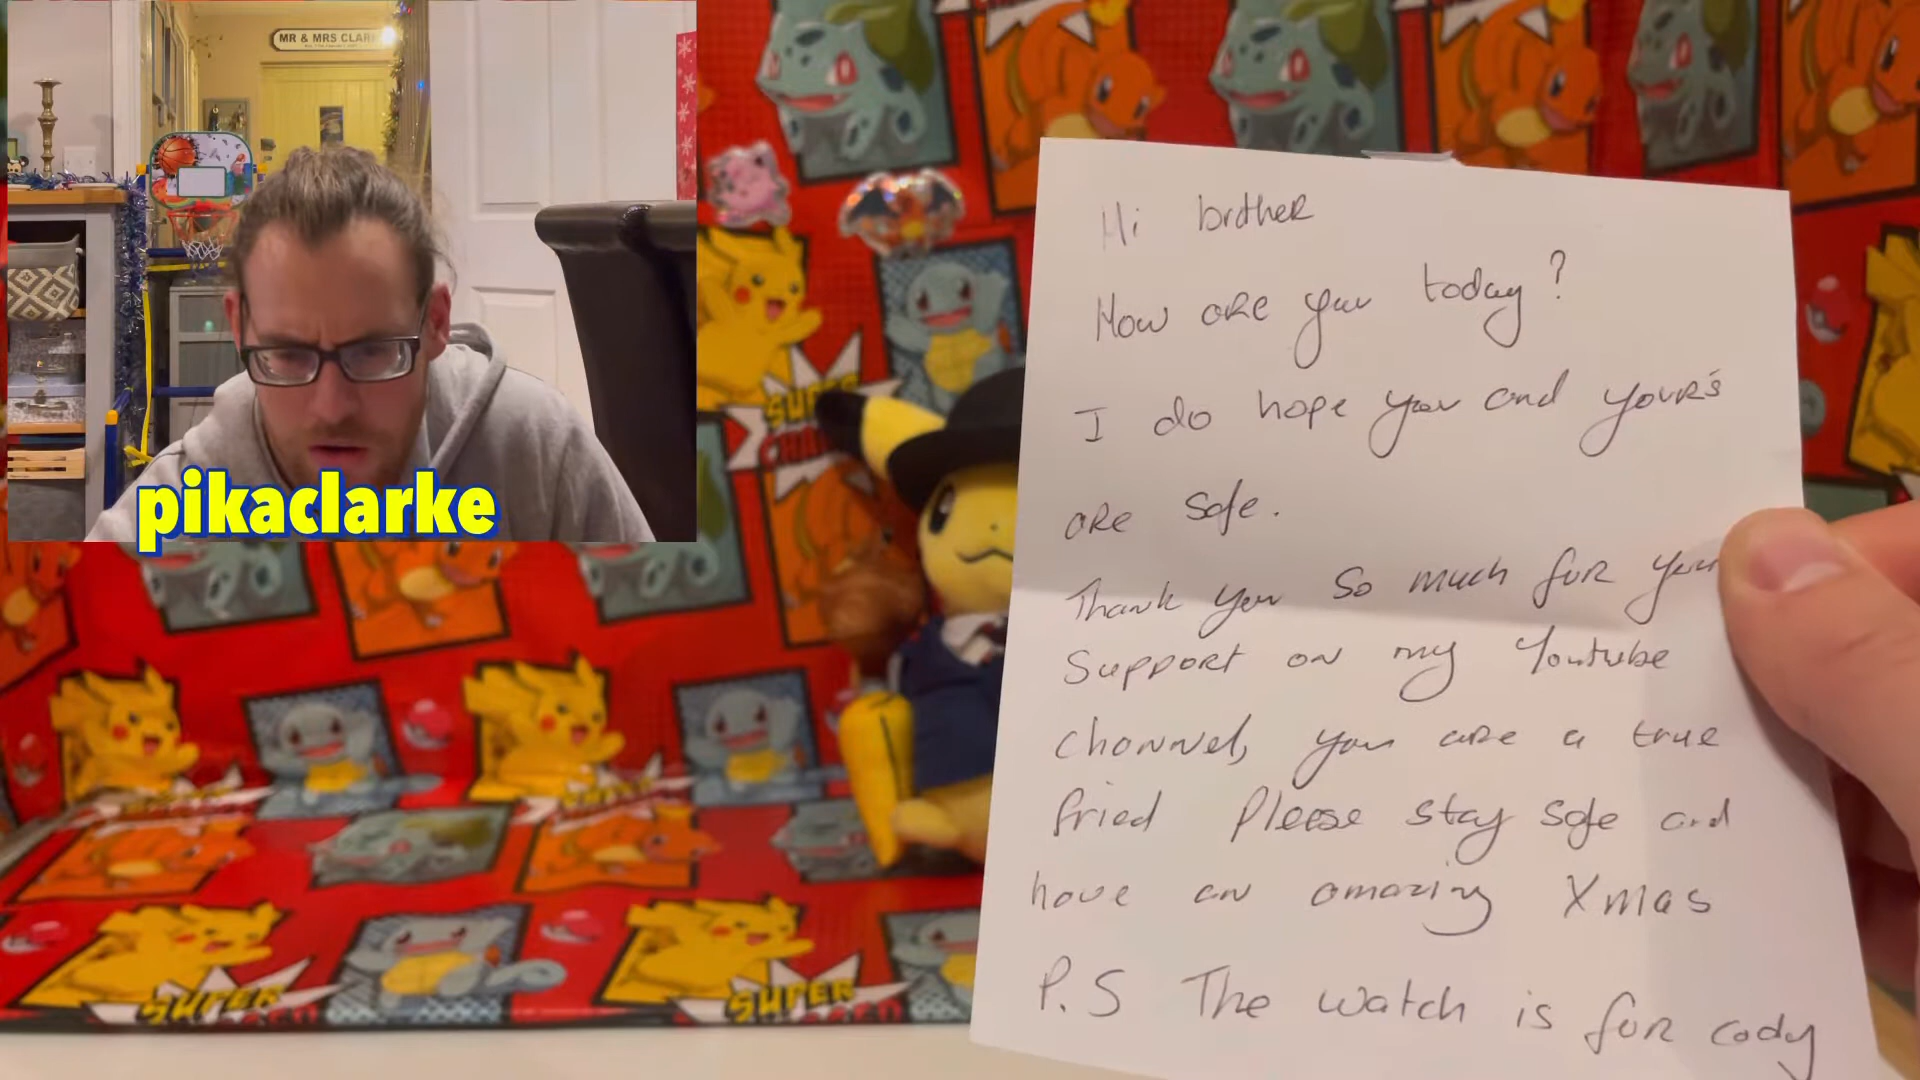 MR & MRS CLARKE
pikaclarke
Hi brother
How are you today?
I do hope you and your's
are safe.
Thank you so much for your
support on my Youtube
channel, you are a true
fried Please stay safe and
have an amazing Xmas
P.S The watch is for cody
SUPER
SUPER
SUPER